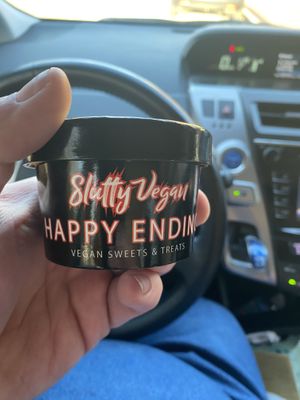 Slutty Vegan
HAPPY ENDIN
VEGAN SWEETS & TREATS